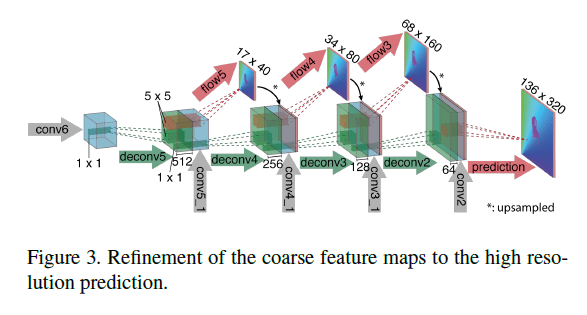 68 x 160
34 x 80
flow3
17 x 40
flow4
136 x 320
flow5
5 x 5
conv6
1 x 1
deconv5
512
1 x 1
conv5_1
deconv4
256
conv4_1
deconv3
128
conv3_1
deconv2
64
conv2
prediction
*
*
*
*: upsampled
Figure 3. Refinement of the coarse feature maps to the high reso-
lution prediction.